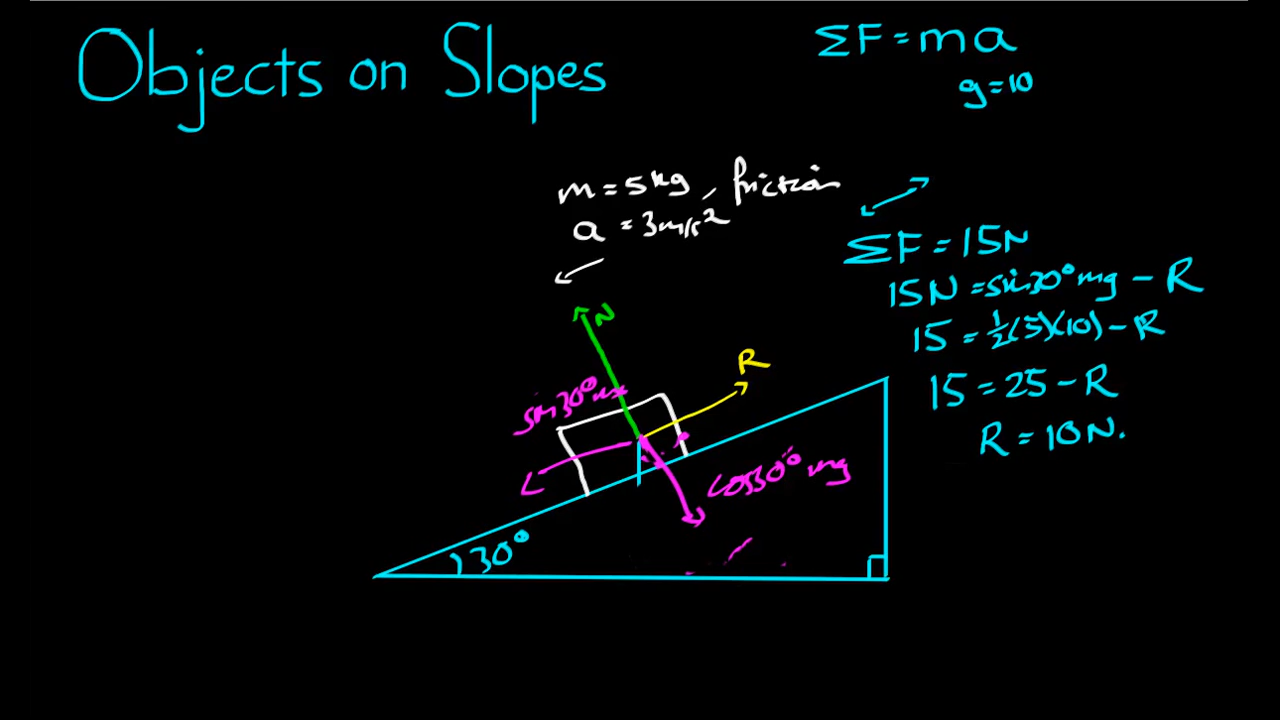 Objects on Slopes
ΣF = ma
g=10
m = 5kg, friction
a = 3m/s²
ΣF = 15N
15N = sin30°mg - R
15 = ½(5)(10) - R
15 = 25 - R
R = 10N.
N
R
sin30°mg
cos30°mg
30°